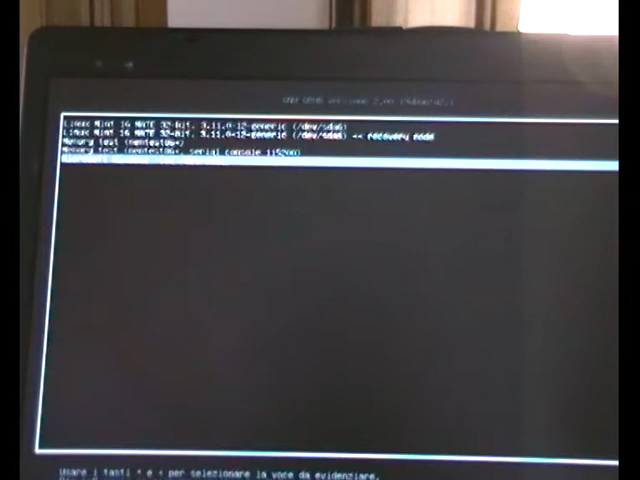 GNU GRUB versione 2.00
Linux Mint 16 MATE 32-bit, 3.11.0-12-generic (/dev/sda6)
Linux Mint 16 MATE 32-bit, 3.11.0-12-generic (/dev/sda6) -- recovery mode
Memory test (memtest86+)
Memory test (memtest86+, serial console 115200)
Usare i tasti e per selezionare la voce da evidenziare.